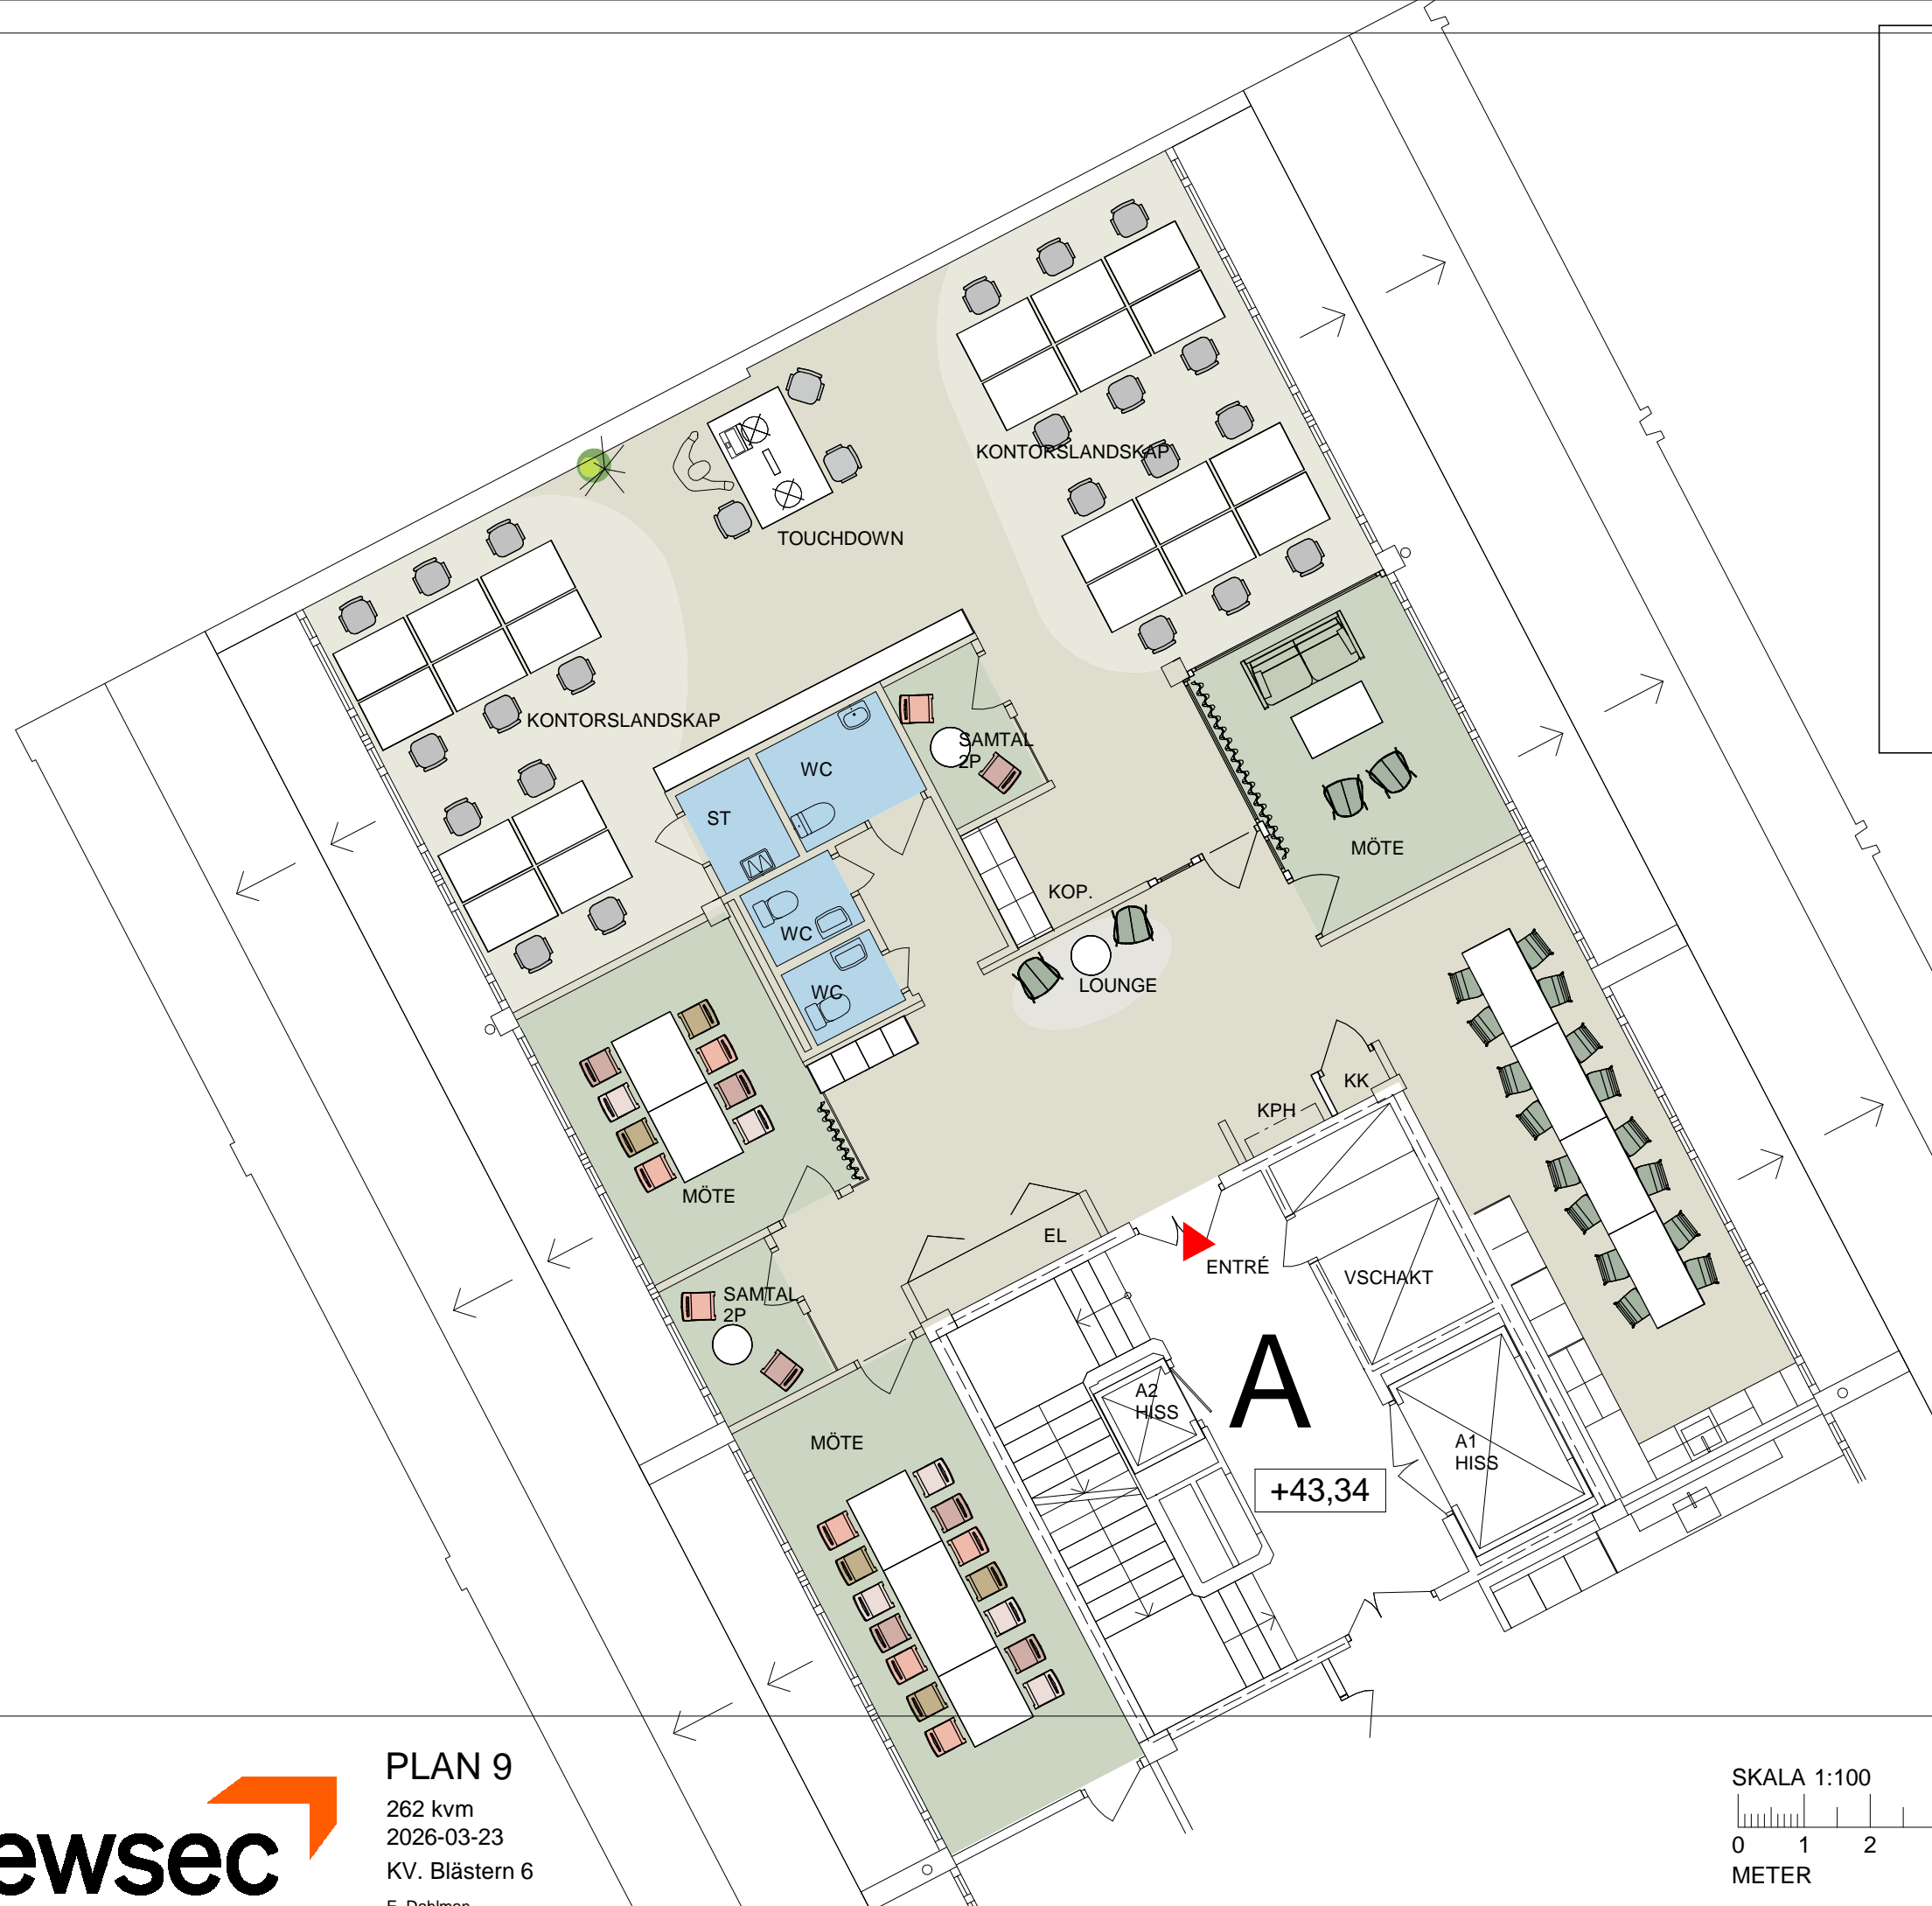 KONTORSLANDSKAP
TOUCHDOWN
KONTORSLANDSKAP
SAMTAL
2P
WC
ST
MÖTE
KOP.
WC
LOUNGE
WC
KK
KPH
MÖTE
EL
ENTRÉ
VSCHAKT
SAMTAL
2P
A
A2
HISS
MÖTE
A1
HISS
+43,34
ewsec
PLAN 9
262 kvm
2026-03-23
KV. Blästern 6
SKALA 1:100
0 1 2
METER